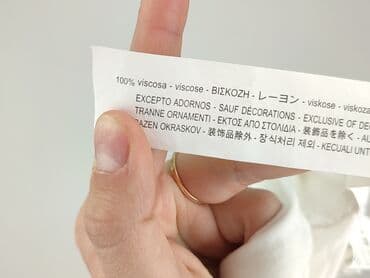 100% viscosa - viscose - ΒΙΣΚΟΖΗ - レーヨン - viskose - viskoza
EXCEPTO ADORNOS - SAUF DÉCORATIONS - EXCLUSIVE OF DE
TRANNE ORNAMENTI - ΕΚΤΟΣ ΑΠΟ ΣΤΟΛΙΔΙΑ - 装飾品を除く - AU
RAZEN OKRASKOV - 装饰品除外 - 장식처리 제외 - KECUALI UNT